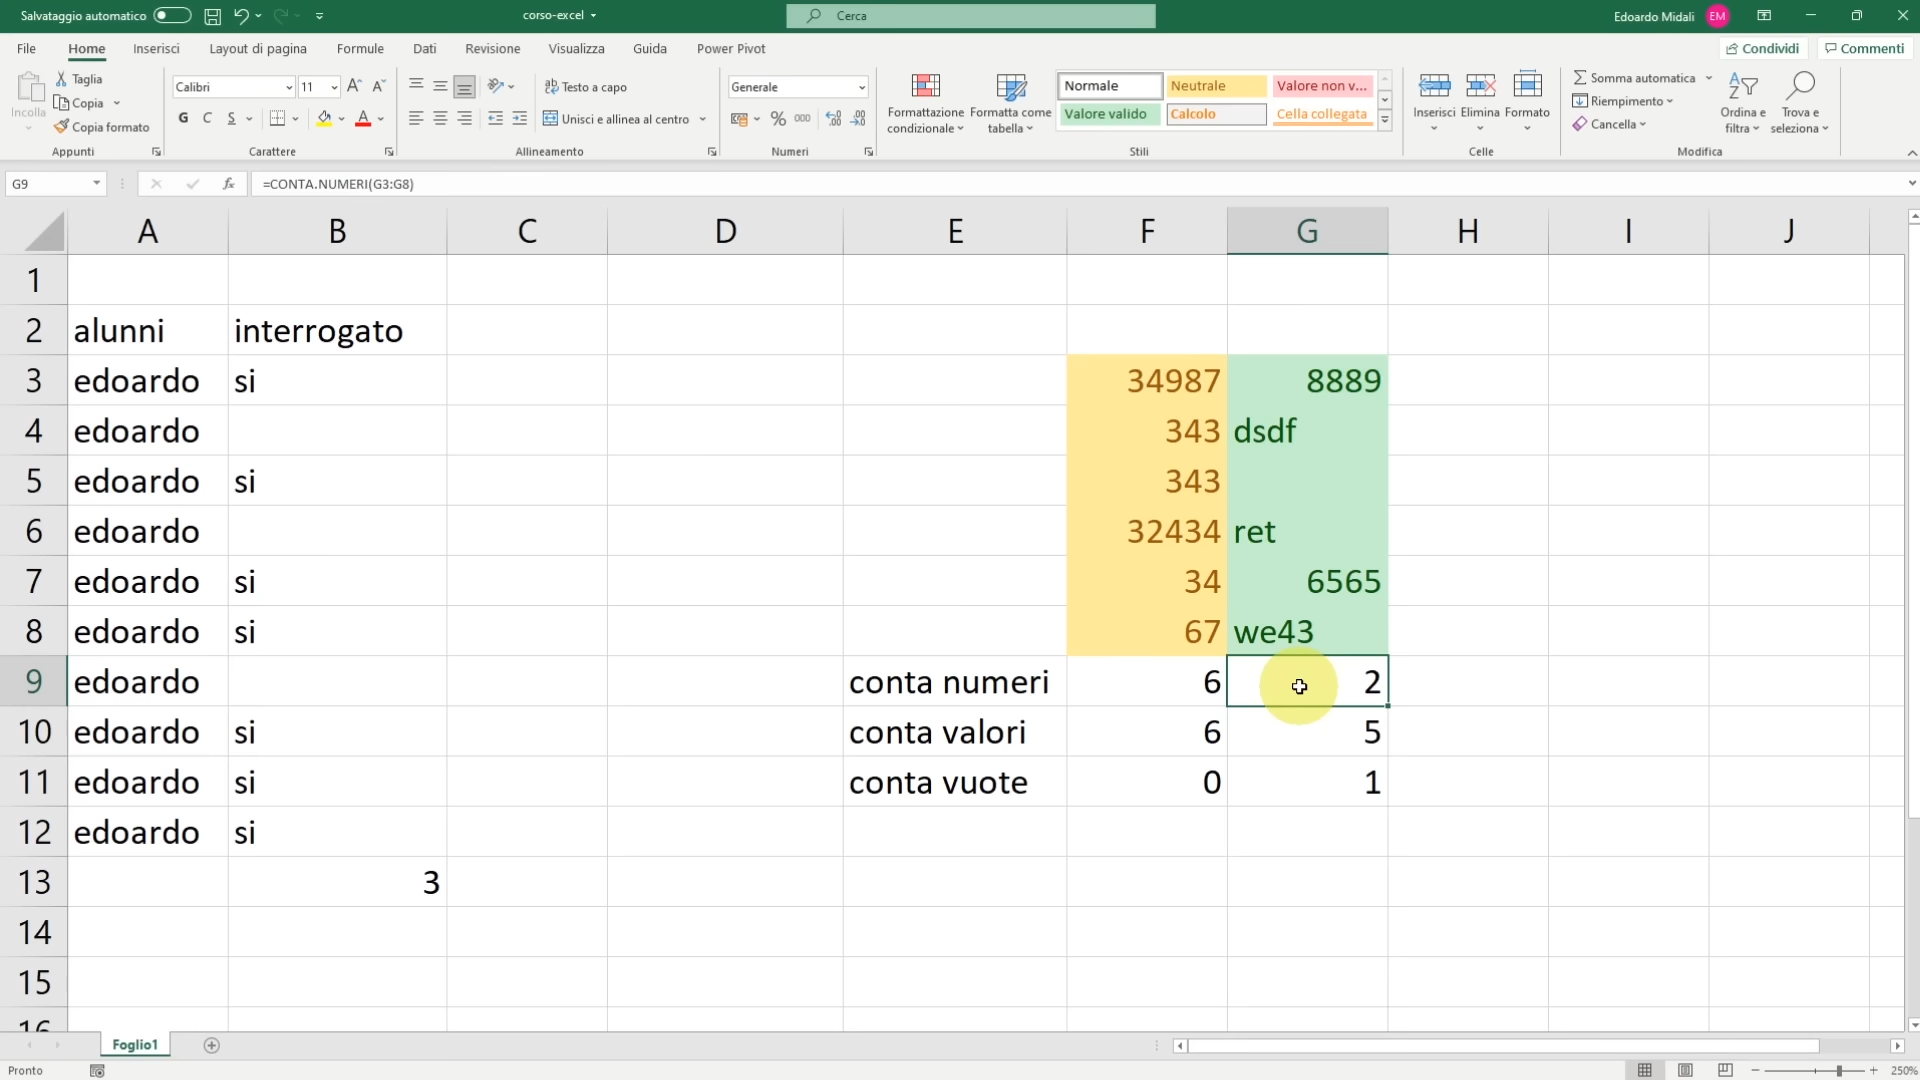 Salvataggio automatico
corso-excel
Cerca
Edoardo Midali EM
File Home Inserisci Layout di pagina Formule Dati Revisione Visualizza Guida Power Pivot Condividi Commenti
Incolla
Taglia
Copia
Copia formato
Appunti
Calibri 11
G C S A
Carattere
Testo a capo
Unisci e allinea al centro
Allineamento
Generale
% 000
Numeri
Formattazione condizionale
Formatta come tabella
Normale Neutrale Valore non v...
Valore valido Calcolo Cella collegata
Stili
Inserisci Elimina Formato
Celle
Somma automatica
Riempimento
Cancella
Ordina e filtra
Trova e seleziona
Modifica
G9 fx =CONTA.NUMERI(G3:G8)
A B C D E F G H I J
1
2 alunni interrogato
3 edoardo si 34987 8889
4 edoardo 343 dsdf
5 edoardo si 343
6 edoardo 32434 ret
7 edoardo si 34 6565
8 edoardo si 67 we43
9 edoardo conta numeri 6 2
10 edoardo si conta valori 6 5
11 edoardo si conta vuote 0 1
12 edoardo si
13 3
14
15
16
Foglio1
Pronto 250%